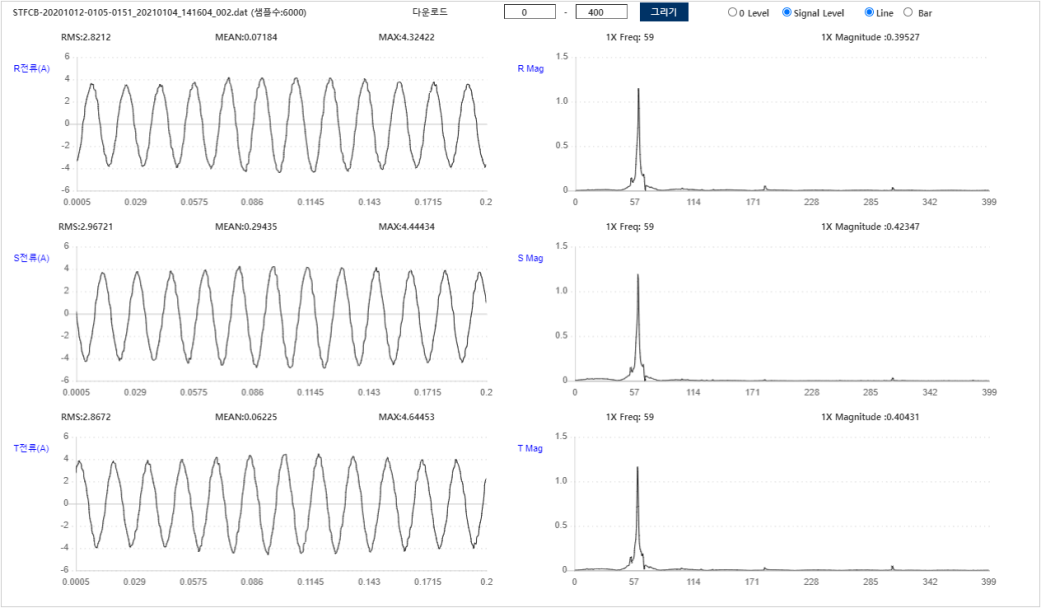 STFCB-20201012-0105-0151_20210104_141604_002.dat (샘플수:6000) 다운로드 0 - 400 그리기 0 Level Signal Level Line Bar
RMS:2.8212 MEAN:0.07184 MAX:4.32422 1X Freq: 59 1X Magnitude :0.39527
R전류(A)
6
4
2
0
-2
-4
-6
0.0005 0.029 0.0575 0.086 0.1145 0.143 0.1715 0.2
R Mag
1.5
1.0
0.5
0
0 57 114 171 228 285 342 399
RMS:2.96721 MEAN:0.29435 MAX:4.44434 1X Freq: 59 1X Magnitude :0.42347
S전류(A)
6
4
2
0
-2
-4
-6
0.0005 0.029 0.0575 0.086 0.1145 0.143 0.1715 0.2
S Mag
1.5
1.0
0.5
0
0 57 114 171 228 285 342 399
RMS:2.8672 MEAN:0.06225 MAX:4.64453 1X Freq: 59 1X Magnitude :0.40431
T전류(A)
6
4
2
0
-2
-4
-6
0.0005 0.029 0.0575 0.086 0.1145 0.143 0.1715 0.2
T Mag
1.5
1.0
0.5
0
0 57 114 171 228 285 342 399